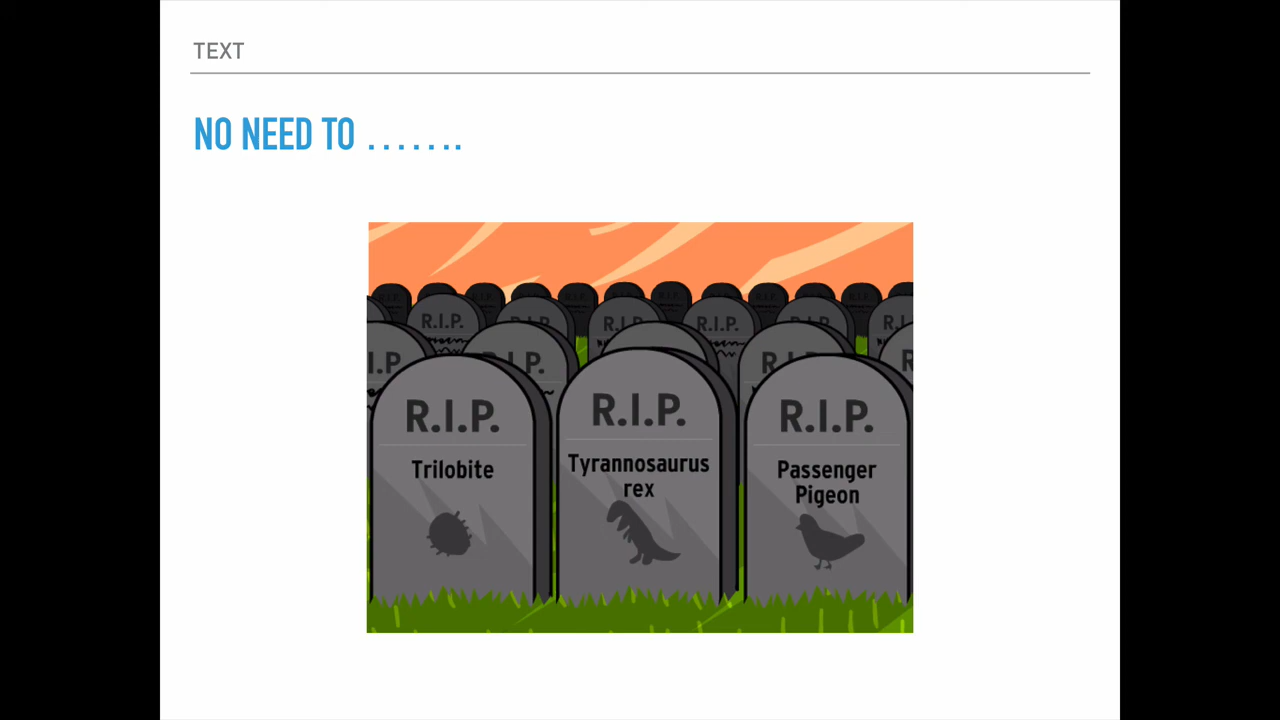 TEXT
NO NEED TO .......
R.I.P.
R.I.P.
R.I.P.
R.I.P.
R.I.P.
R.I.P.
R.I.P.
Trilobite
R.I.P.
Tyrannosaurus
rex
R.I.P.
Passenger
Pigeon